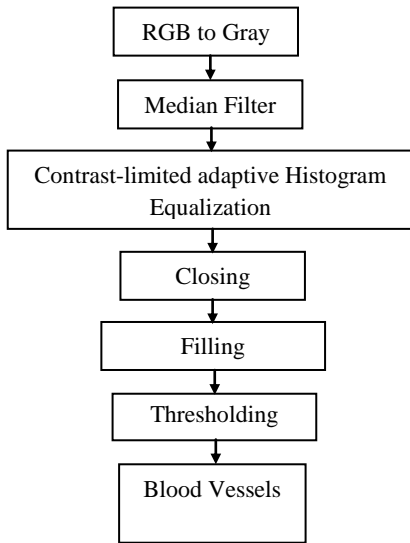 RGB to Gray
Median Filter
Contrast-limited adaptive Histogram
Equalization
Closing
Filling
Thresholding
Blood Vessels